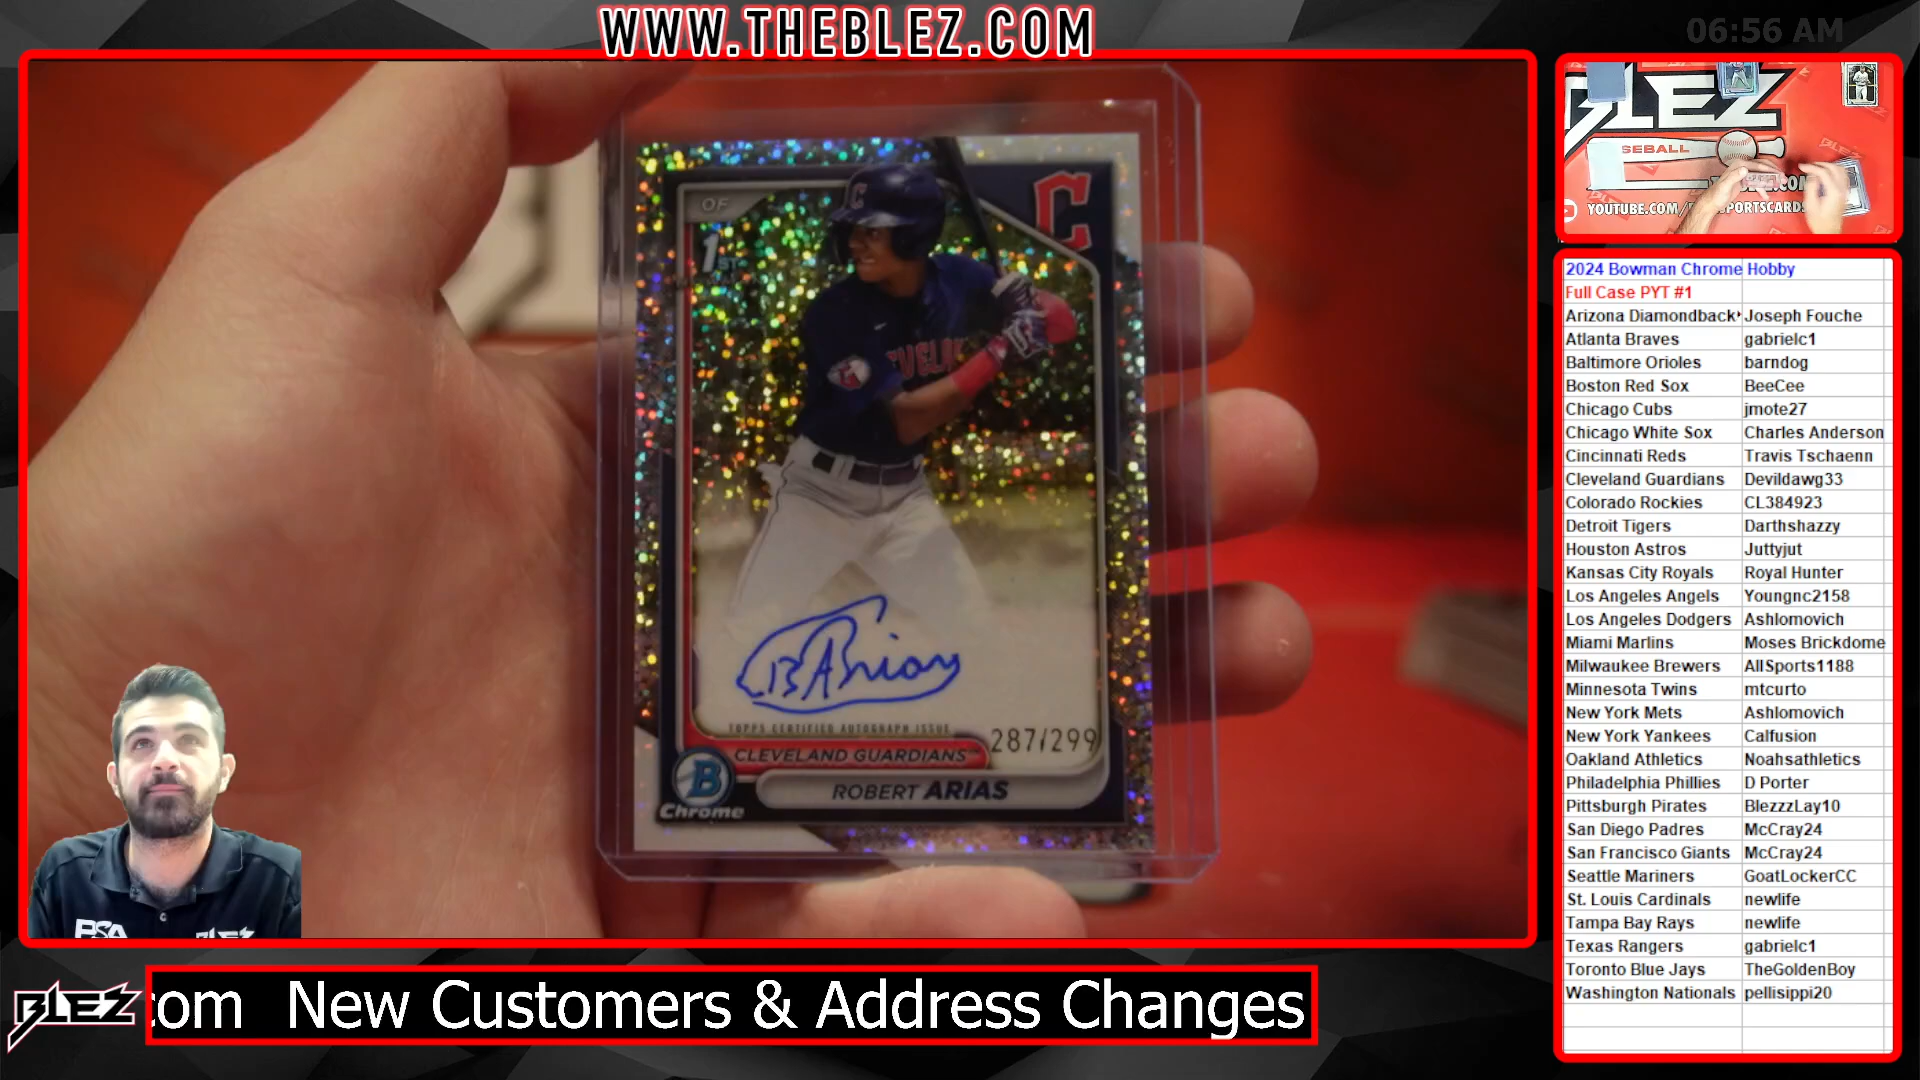 WWW.THEBLEZ.COM
06:56 AM
OF
1ST
C
C
TOPPS CERTIFIED AUTOGRAPH ISSUE
287/299
CLEVELAND GUARDIANS™
B
ROBERT ARIAS
Chrome
BLEZ
SEBALL
YOUTUBE.COM/
2024 Bowman Chrome Hobby
Full Case PYT #1
Arizona Diamondback Joseph Fouche
Atlanta Braves gabrielc1
Baltimore Orioles barndog
Boston Red Sox BeeCee
Chicago Cubs jmote27
Chicago White Sox Charles Anderson
Cincinnati Reds Travis Tschaenn
Cleveland Guardians Devildawg33
Colorado Rockies CL384923
Detroit Tigers Darthshazzy
Houston Astros Juttyjut
Kansas City Royals Royal Hunter
Los Angeles Angels Youngnc2158
Los Angeles Dodgers Ashlomovich
Miami Marlins Moses Brickdome
Milwaukee Brewers AllSports1188
Minnesota Twins mtcurto
New York Mets Ashlomovich
New York Yankees Calfusion
Oakland Athletics Noahsathletics
Philadelphia Phillies D Porter
Pittsburgh Pirates BlezzzLay10
San Diego Padres McCray24
San Francisco Giants McCray24
Seattle Mariners GoatLockerCC
St. Louis Cardinals newlife
Tampa Bay Rays newlife
Texas Rangers gabrielc1
Toronto Blue Jays TheGoldenBoy
Washington Nationals pellisippi20
PSA
BLEZ
BLEZ
com New Customers & Address Changes